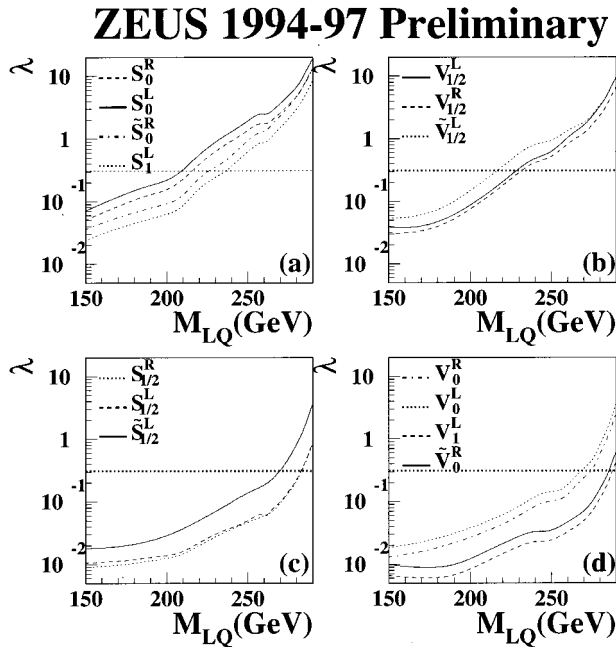 ZEUS 1994-97 Preliminary
λ
10
1
10
-1
10
-2
S_0^R
S_0^L
S̃_0^R
S_1^L
(a)
150 200 250
M_LQ(GeV)
λ
10
1
10
-1
10
-2
V_1/2^L
V_1/2^R
Ṽ_1/2^L
(b)
150 200 250
M_LQ(GeV)
λ
10
1
10
-1
10
-2
S_1/2^R
S_1/2^L
S̃_1/2^L
(c)
150 200 250
M_LQ(GeV)
λ
10
1
10
-1
10
-2
V_0^R
V_0^L
V_1^L
Ṽ_0^R
(d)
150 200 250
M_LQ(GeV)